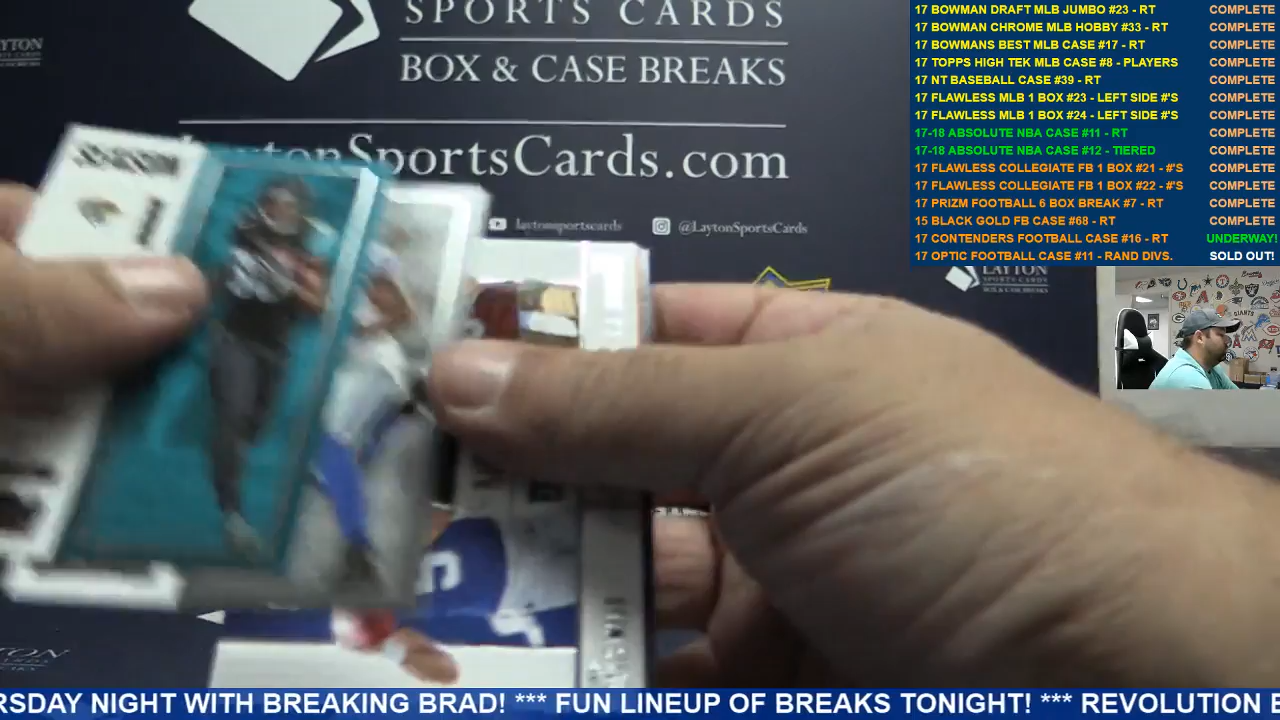 SPORTS CARDS
BOX & CASE BREAKS
LaytonSportsCards.com
laytonsportscards
@LaytonSportsCards
LAYTON
SPORTS CARDS
BOX & CASE BREAKS
17 BOWMAN DRAFT MLB JUMBO #23 - RT COMPLETE
17 BOWMAN CHROME MLB HOBBY #33 - RT COMPLETE
17 BOWMANS BEST MLB CASE #17 - RT COMPLETE
17 TOPPS HIGH TEK MLB CASE #8 - PLAYERS COMPLETE
17 NT BASEBALL CASE #39 - RT COMPLETE
17 FLAWLESS MLB 1 BOX #23 - LEFT SIDE #'S COMPLETE
17 FLAWLESS MLB 1 BOX #24 - LEFT SIDE #'S COMPLETE
17-18 ABSOLUTE NBA CASE #11 - RT COMPLETE
17-18 ABSOLUTE NBA CASE #12 - TIERED COMPLETE
17 FLAWLESS COLLEGIATE FB 1 BOX #21 - #'S COMPLETE
17 FLAWLESS COLLEGIATE FB 1 BOX #22 - #'S COMPLETE
17 PRIZM FOOTBALL 6 BOX BREAK #7 - RT COMPLETE
15 BLACK GOLD FB CASE #68 - RT COMPLETE
17 CONTENDERS FOOTBALL CASE #16 - RT UNDERWAY!
17 OPTIC FOOTBALL CASE #11 - RAND DIVS. SOLD OUT!
RSDAY NIGHT WITH BREAKING BRAD! *** FUN LINEUP OF BREAKS TONIGHT! *** REVOLUTION